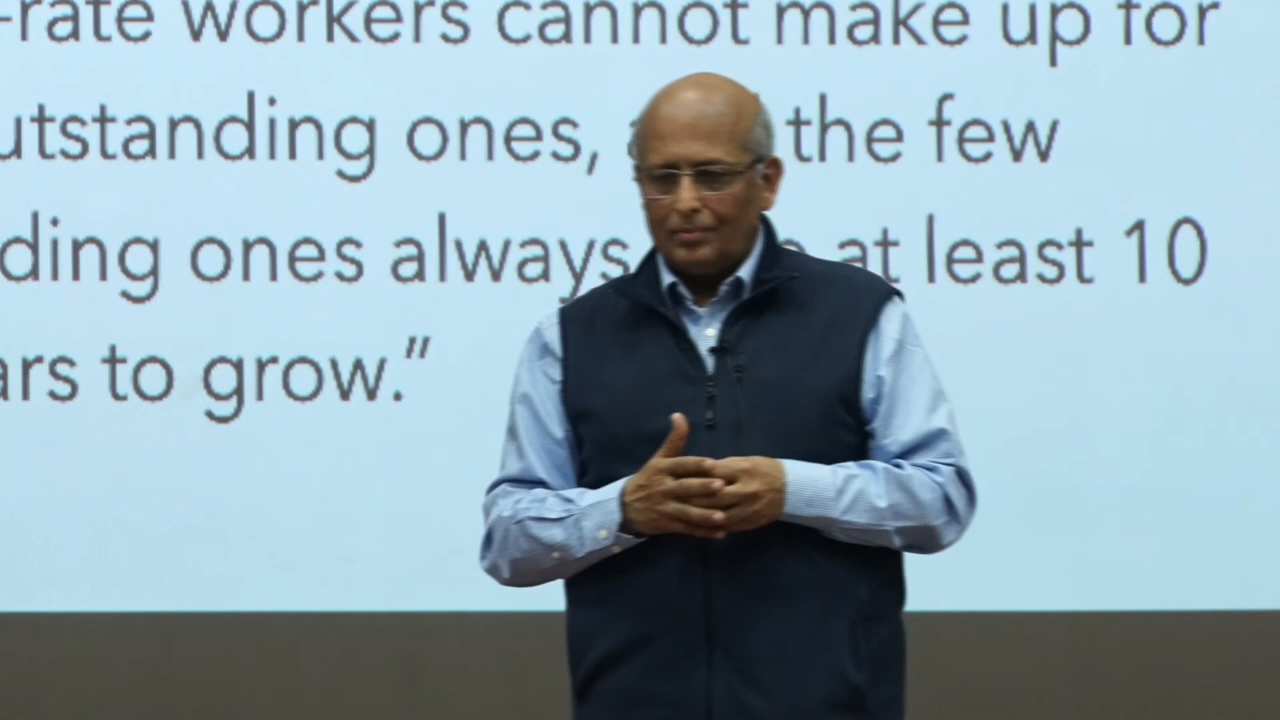 -rate workers cannot make up for
utstanding ones, the few
ding ones always at least 10
ars to grow.”